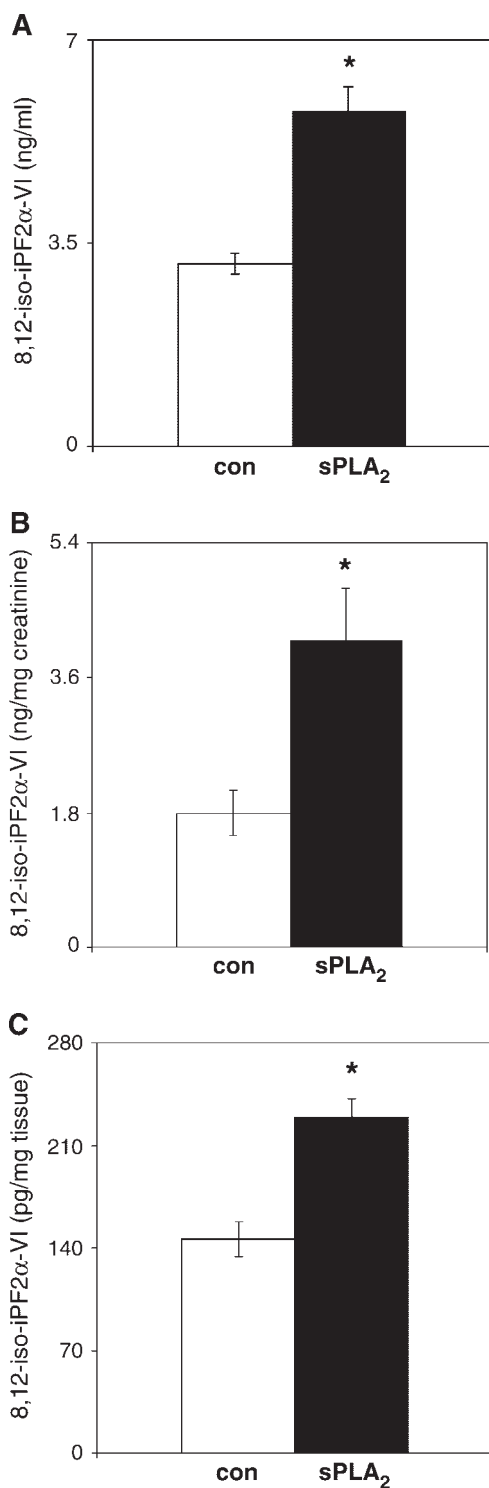 A
7
*
8,12-iso-iPF2α-VI (ng/ml)
3.5
0
con sPLA2
B
5.4
*
8,12-iso-iPF2α-VI (ng/mg creatinine)
3.6
1.8
0
con sPLA2
C
280
*
8,12-iso-iPF2α-VI (pg/mg tissue)
210
140
70
0
con sPLA2